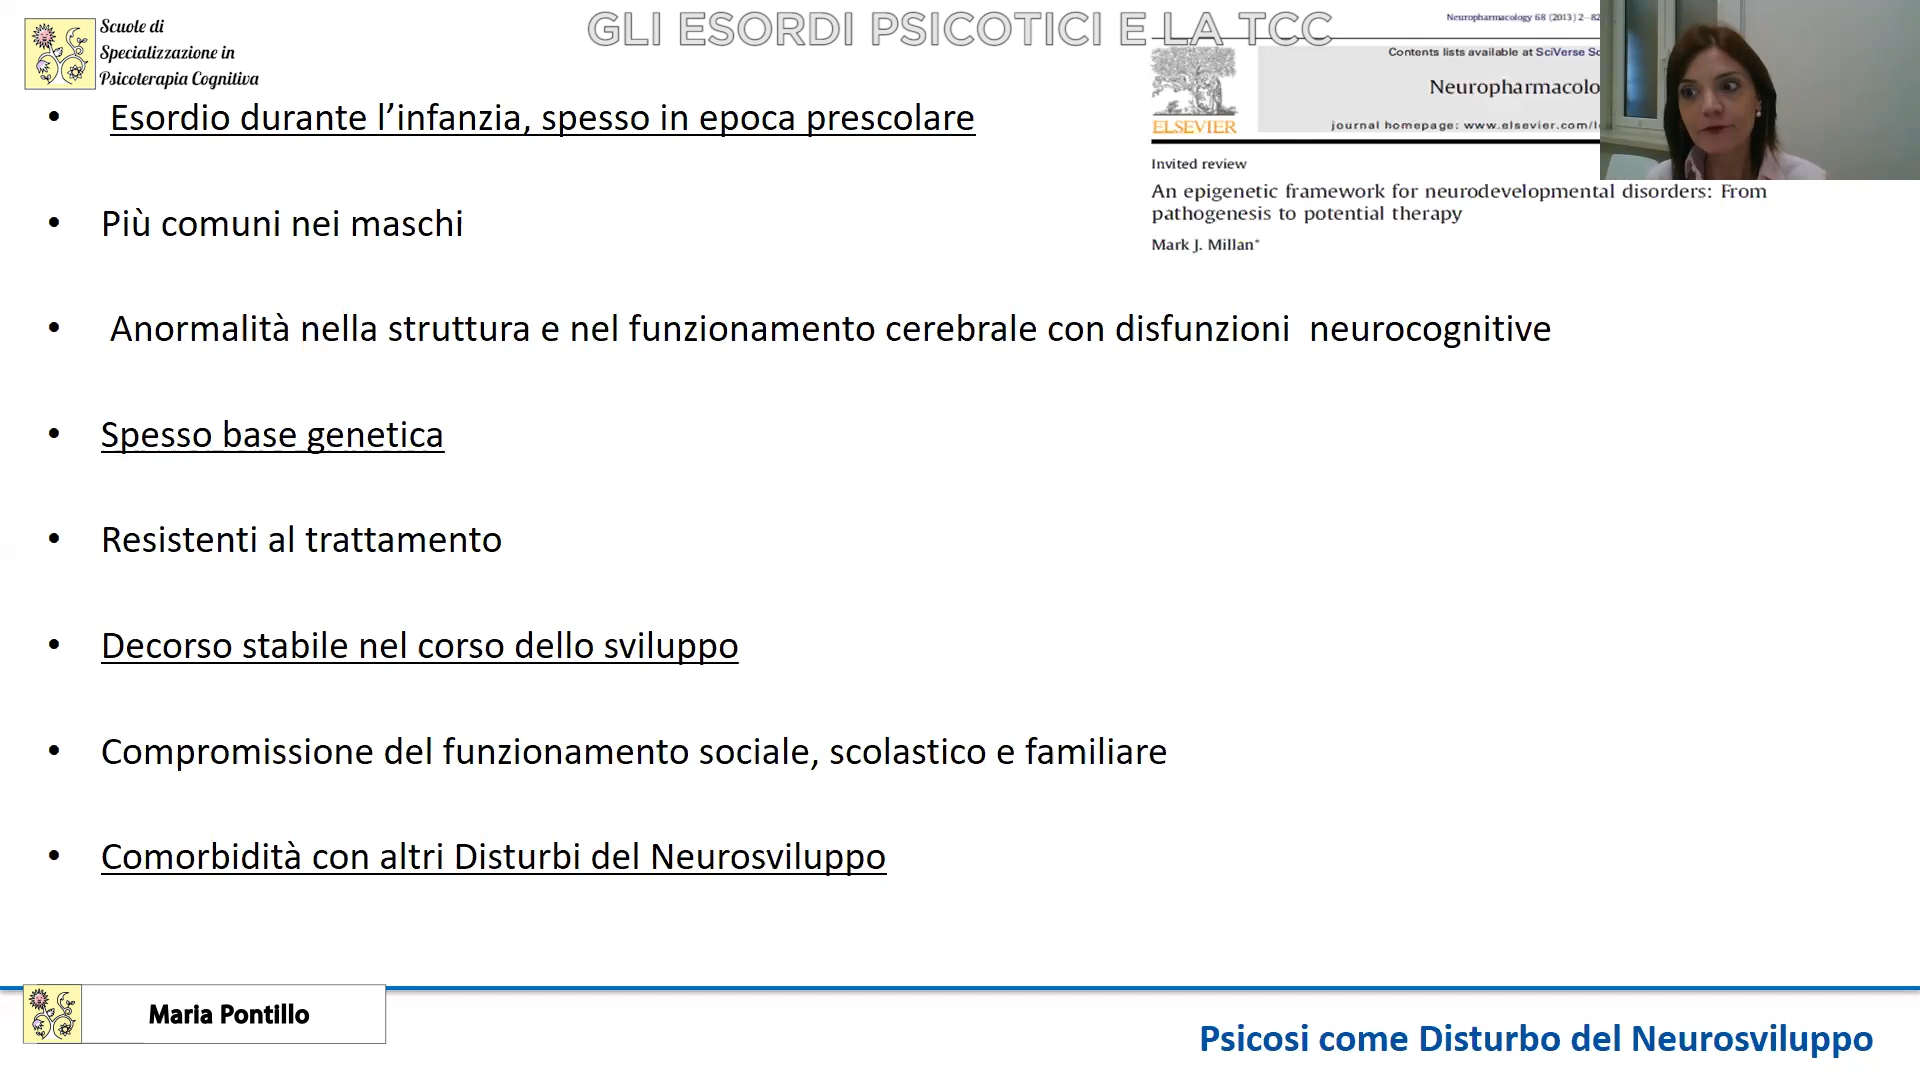 Scuole di
Specializzazione in
Psicoterapia Cognitiva
GLI ESORDI PSICOTICI E LA TCC
Neuropharmacology 68 (2013) 2–82
Contents lists available at SciVerse
ELSEVIER
journal homepage: www.elsevier.com/
Invited review
An epigenetic framework for neurodevelopmental disorders: From
pathogenesis to potential therapy
Mark J. Millan*
• Esordio durante l’infanzia, spesso in epoca prescolare
• Più comuni nei maschi
• Anormalità nella struttura e nel funzionamento cerebrale con disfunzioni neurocognitive
• Spesso base genetica
• Resistenti al trattamento
• Decorso stabile nel corso dello sviluppo
• Compromissione del funzionamento sociale, scolastico e familiare
• Comorbidità con altri Disturbi del Neurosviluppo
Maria Pontillo
Psicosi come Disturbo del Neurosviluppo